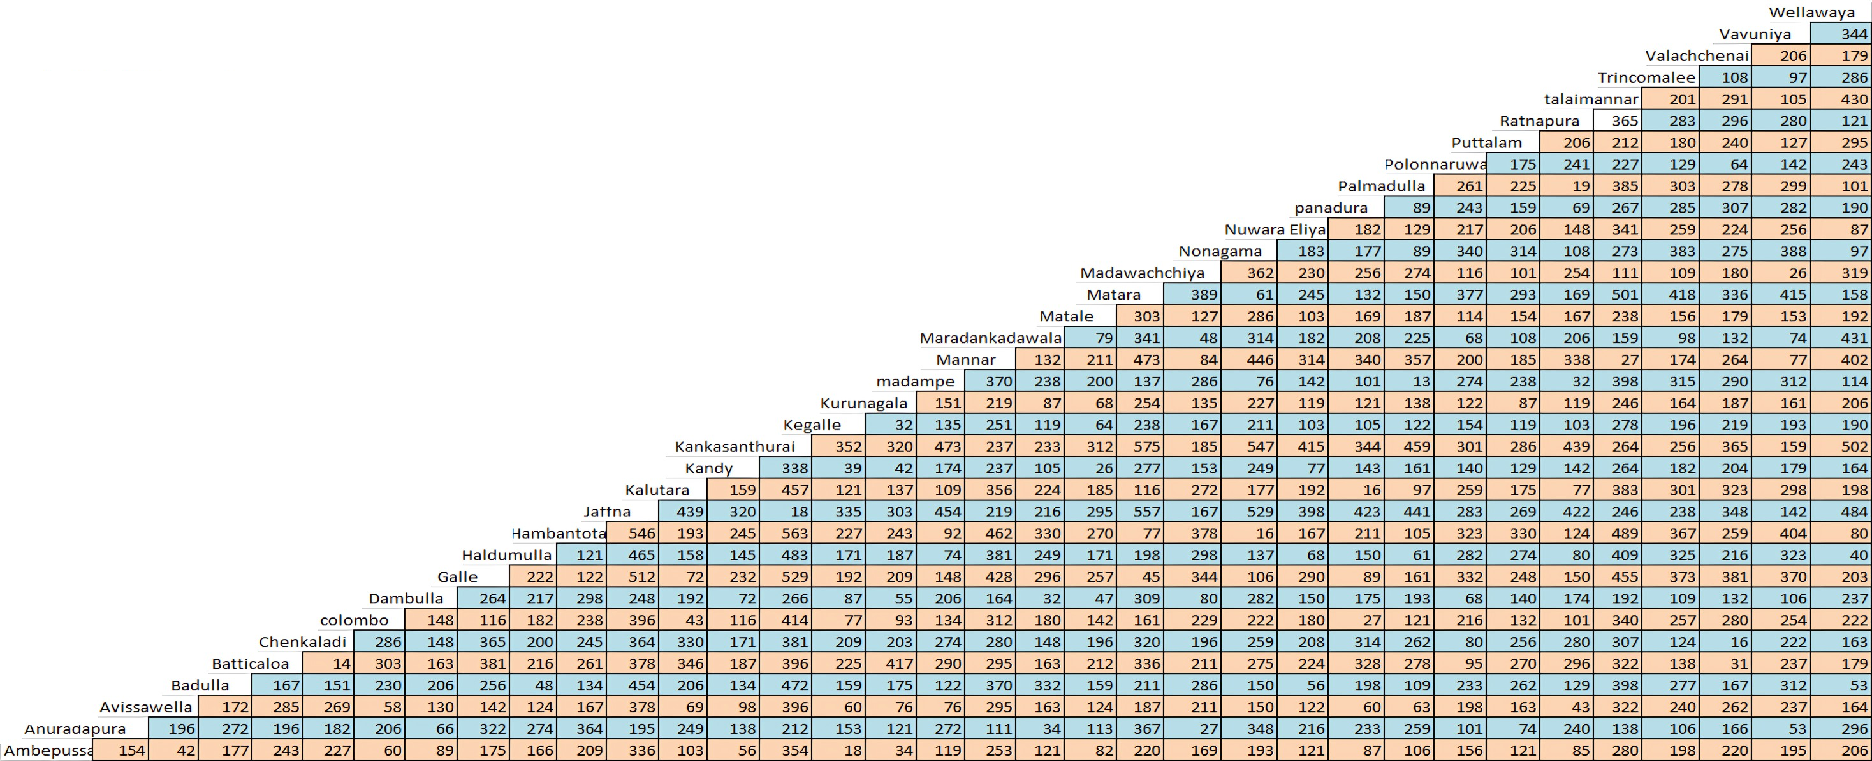 Wellawaya
Vavuniya 344
Valachchenai 206 179
Trincomalee 108 97 286
talaimannar 201 291 105 430
Ratnapura 365 283 296 280 121
Puttalam 206 212 180 240 127 295
Polonnaruwa 175 241 227 129 64 142 243
Palmadulla 261 225 19 385 303 278 299 101
panadura 89 243 159 69 267 285 307 282 190
Nuwara Eliya 182 129 217 206 148 341 259 224 256 87
Nonagama 183 177 89 340 314 108 273 383 275 388 97
Madawachchiya 362 230 256 274 116 101 254 111 109 180 26 319
Matara 389 61 245 132 150 377 293 169 501 418 336 415 158
Matale 303 127 286 103 169 187 114 154 167 238 156 179 153 192
Maradankadawala 79 341 48 314 182 208 225 68 108 206 159 98 132 74 431
Mannar 132 211 473 84 446 314 340 357 200 185 338 27 174 264 77 402
madampe 370 238 200 137 286 76 142 101 13 274 238 32 398 315 290 312 114
Kurunagala 151 219 87 68 254 135 227 119 121 138 122 87 119 246 164 187 161 206
Kegalle 32 135 251 119 64 238 167 211 103 105 122 154 119 103 278 196 219 193 190
Kankasanthurai 352 320 473 237 233 312 575 185 547 415 344 459 301 286 439 264 256 365 159 502
Kandy 338 39 42 174 237 105 26 277 153 249 77 143 161 140 129 142 264 182 204 179 164
Kalutara 159 457 121 137 109 356 224 185 116 272 177 192 16 97 259 175 77 383 301 323 298 198
Jaffna 439 320 18 335 303 454 219 216 295 557 167 529 398 423 441 283 269 422 246 238 348 142 484
Hambantota 546 193 245 563 227 243 92 462 330 270 77 378 16 167 211 105 323 330 124 489 367 259 404 80
Haldumulla 121 465 158 145 483 171 187 74 381 249 171 198 298 137 68 150 61 282 274 80 409 325 216 323 40
Galle 222 122 512 72 232 529 192 209 148 428 296 257 45 344 106 290 89 161 332 248 150 455 373 381 370 203
Dambulla 264 217 298 248 192 72 266 87 55 206 164 32 47 309 80 282 150 175 193 68 140 174 192 109 132 106 237
colombo 148 116 182 238 396 43 116 414 77 93 134 312 180 142 161 229 222 180 27 121 216 132 101 340 257 280 254 222
Chenkaladi 286 148 365 200 245 364 330 171 381 209 203 274 280 148 196 320 196 259 208 314 262 80 256 280 307 124 16 222 163
Batticaloa 14 303 163 381 216 261 378 346 187 396 225 417 290 295 163 212 336 211 275 224 328 278 95 270 296 322 138 31 237 179
Badulla 167 151 230 206 256 48 134 454 206 134 472 159 175 122 370 332 159 211 286 150 56 198 109 233 262 129 398 277 167 312 53
Avissawella 172 285 269 58 130 142 124 167 378 69 98 396 60 76 76 295 163 124 187 211 150 122 60 63 198 163 43 322 240 262 237 164
Anuradapura 196 272 196 182 206 66 322 274 364 195 249 138 212 153 121 272 111 34 113 367 27 348 216 233 259 101 74 240 138 106 166 53 296
Ambepussa 154 42 177 243 227 60 89 175 166 209 336 103 56 354 18 34 119 253 121 82 220 169 193 121 87 106 156 121 85 280 198 220 195 206